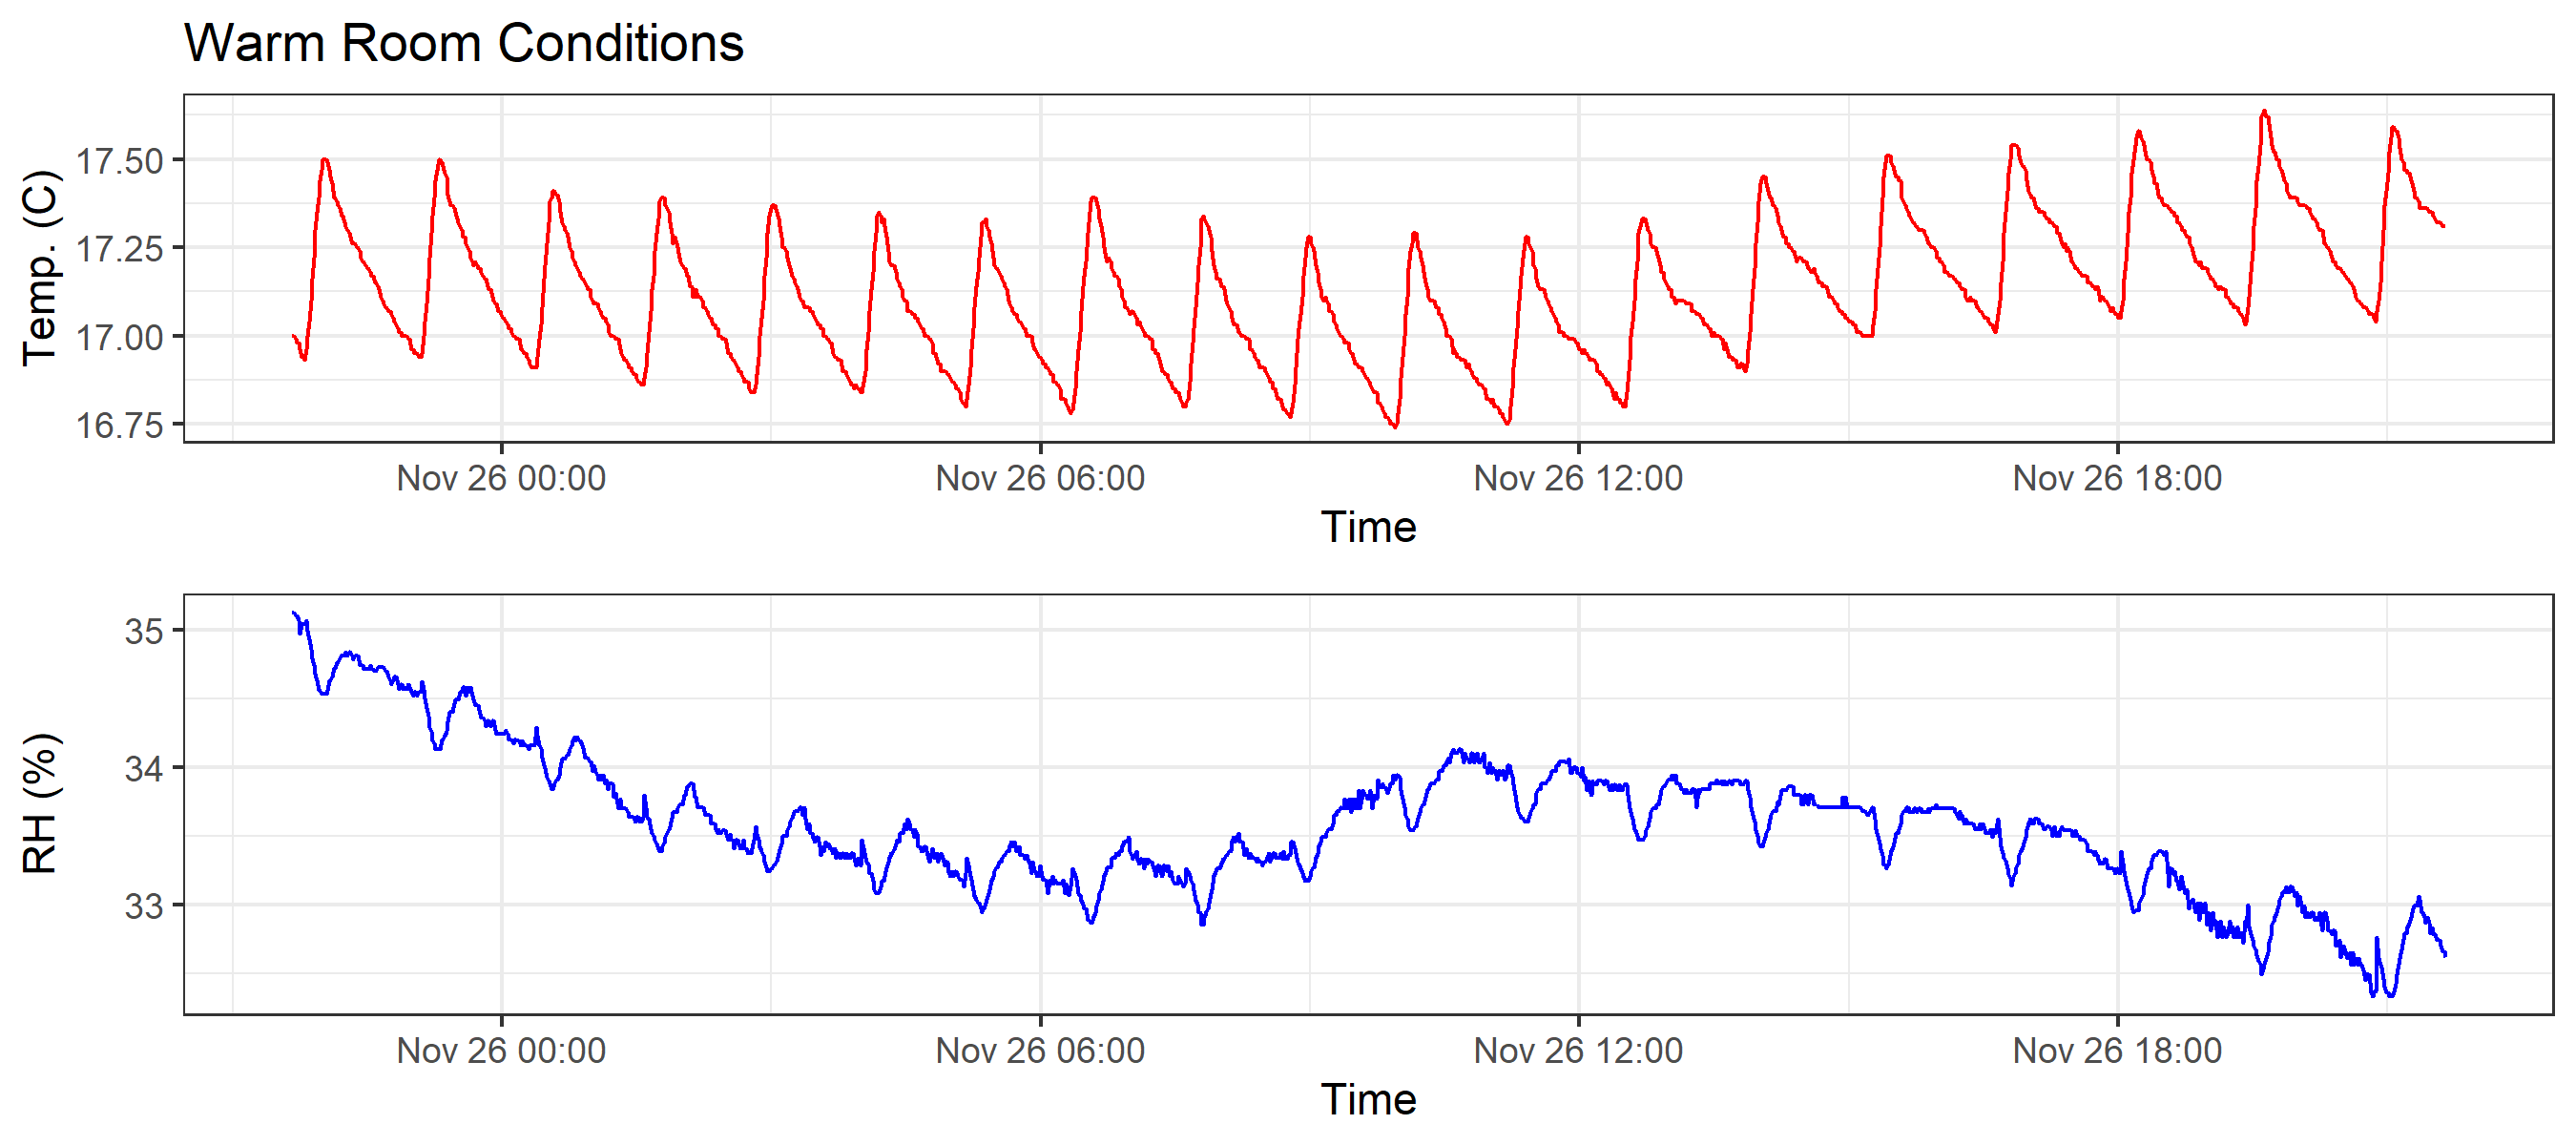 Warm Room Conditions
Temp. (C)
17.50
17.25
17.00
16.75
Nov 26 00:00 Nov 26 06:00 Nov 26 12:00 Nov 26 18:00
Time
RH (%)
35
34
33
Nov 26 00:00 Nov 26 06:00 Nov 26 12:00 Nov 26 18:00
Time